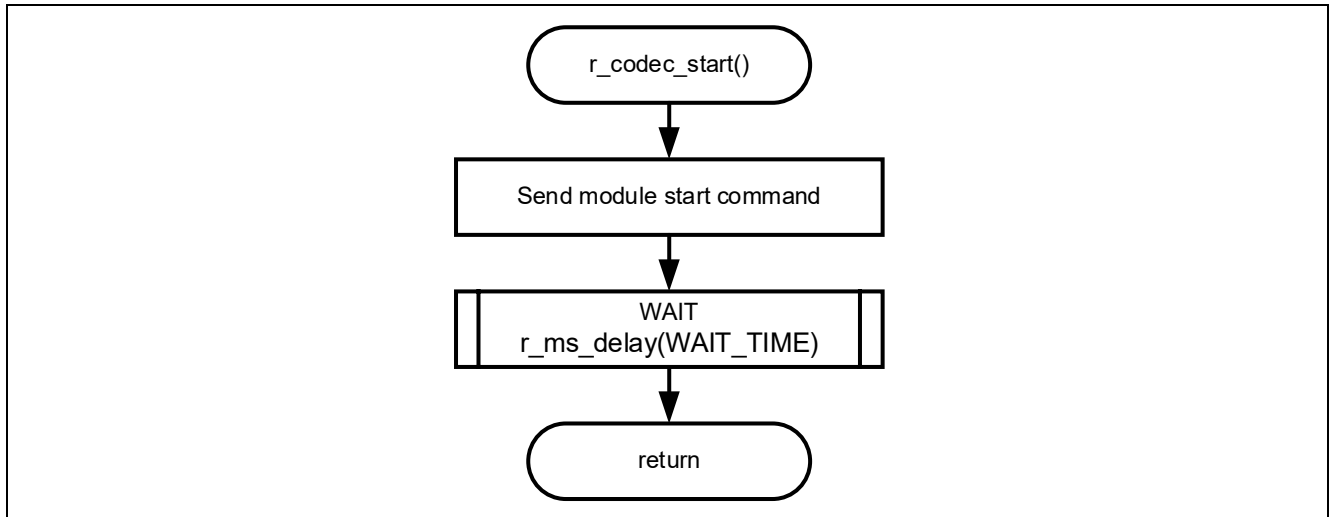 r_codec_start()
Send module start command
WAIT
r_ms_delay(WAIT_TIME)
return